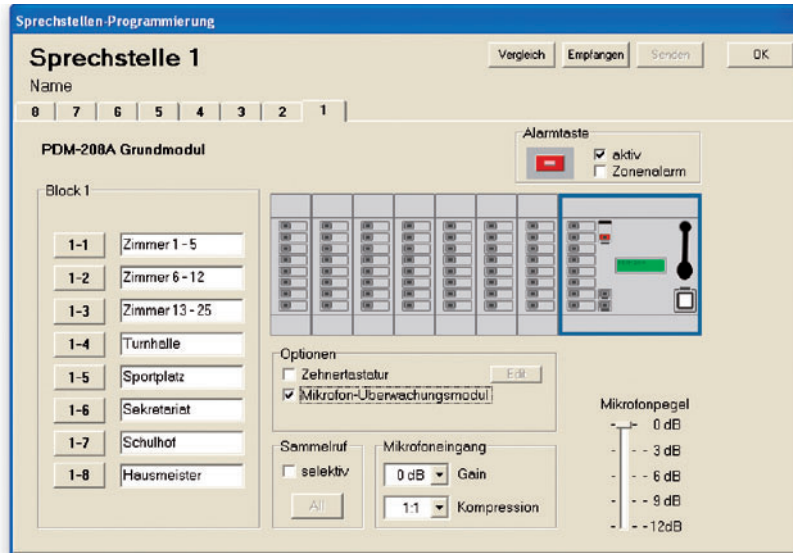 Sprechstellen-Programmierung
Sprechstelle 1
Vergleich Empfangen Senden OK
Name
8 7 6 5 4 3 2 1
PDM-208A Grundmodul
Alarmtaste
aktiv
Zonenalarm
Block 1
1-1 Zimmer 1 - 5
1-2 Zimmer 6 - 12
1-3 Zimmer 13 - 25
1-4 Turnhalle
1-5 Sportplatz
1-6 Sekretariat
1-7 Schulhof
1-8 Hausmeister
Optionen
Zehnertastatur Edit
Mikrofon-Überwachungsmodul
Sammelruf
selektiv
All
Mikrofoneingang
0 dB Gain
1:1 Kompression
Mikrofonpegel
- 0 dB
- - 3 dB
- - 6 dB
- - 9 dB
- -12dB